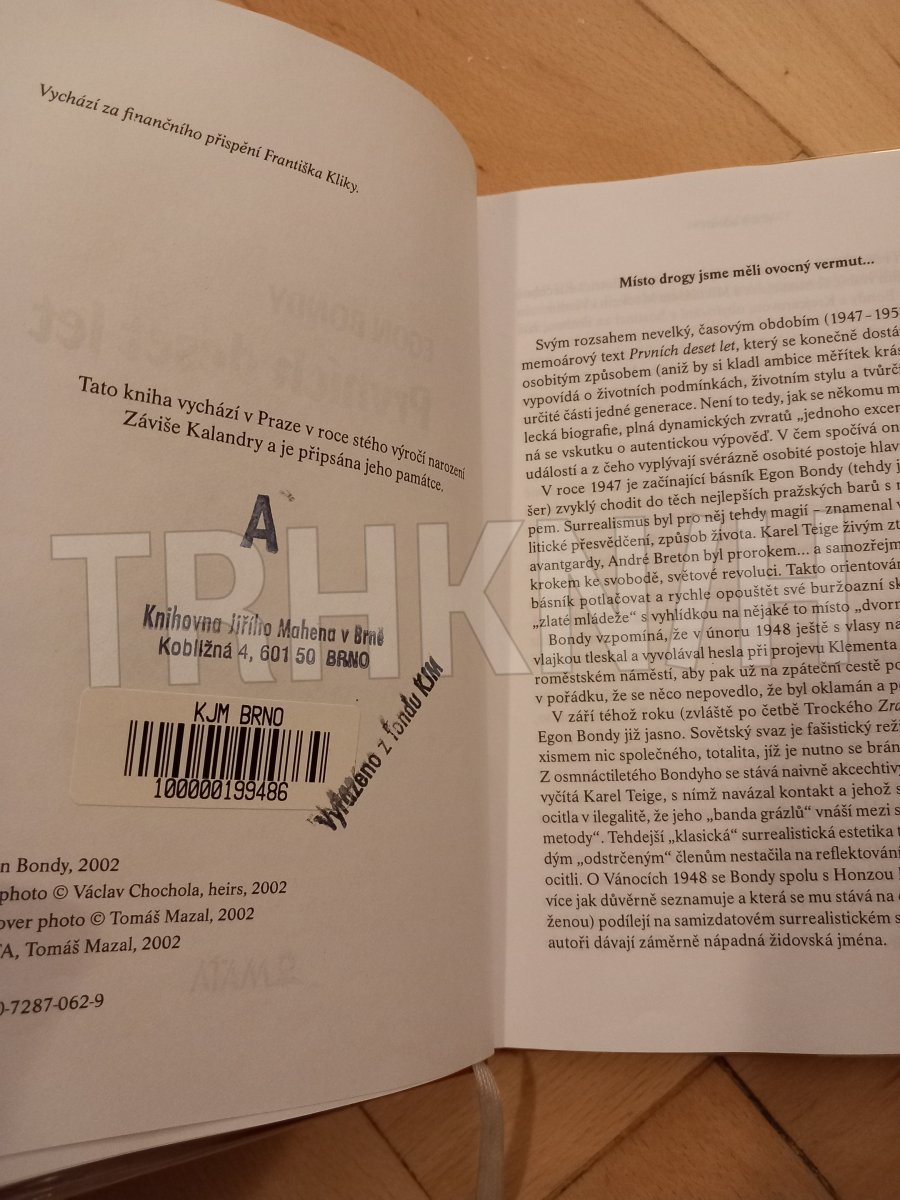 Vychází za finančního přispění Františka Kliky.
Tato kniha vychází v Praze v roce stého výročí narození
Záviše Kalandry a je připsána jeho památce.
A
Knihovna Jiřího Mahena v Brně
Kobližná 4, 601 50 BRNO
Vyřazeno z fondu KJM
KJM BRNO
100000199486
n Bondy, 2002
photo © Václav Chochola, heirs, 2002
over photo © Tomáš Mazal, 2002
TA, Tomáš Mazal, 2002
0-7287-062-9
Místo drogy jsme měli ovocný vermut...
Svým rozsahem nevelký, časovým obdobím (1947–195
memoárový text Prvních deset let, který se konečně dostá
osobitým způsobem (aniž by si kladl ambice měřítek krás
vypovídá o životních podmínkách, životním stylu a tvůrči
určité části jedné generace. Není to tedy, jak se někomu m
lecká biografie, plná dynamických zvratů „jednoho excen
ná se vskutku o autentickou výpověď. V čem spočívá on
událostí a z čeho vyplývají svérázně osobité postoje hlav
V roce 1947 je začínající básník Egon Bondy (tehdy j
šer) zvyklý chodit do těch nejlepších pražských barů s
pem. Surrealismus byl pro něj tehdy magií – znamenal v
litické přesvědčení, způsob života. Karel Teige živým zt
avantgardy, André Breton byl prorokem... a samozřejm
krokem ke svobodě, světové revoluci. Takto orientován
básník potlačovat a rychle opouštět své buržoazní sk
„zlaté mládeže“ s vyhlídkou na nějaké to místo „dvorn
Bondy vzpomíná, že v únoru 1948 ještě s vlasy na
vlajkou tleskal a vyvolával hesla při projevu Klementa
roměstském náměstí, aby pak už na zpáteční cestě po
v pořádku, že se něco nepovedlo, že byl oklamán a p
V září téhož roku (zvláště po četbě Trockého Zra
Egon Bondy již jasno. Sovětský svaz je fašistický reži
xismem nic společného, totalita, jíž je nutno se brán
Z osmnáctiletého Bondyho se stává naivně akcechtivý
vyčítá Karel Teige, s nímž navázal kontakt a jehož s
ocitla v ilegalitě, že jeho „banda grázlů“ vnáší mezi s
metody“. Tehdejší „klasická“ surrealistická estetika t
dým „odstrčeným“ členům nestačila na reflektován
ocitli. O Vánocích 1948 se Bondy spolu s Honzou
více jak důvěrně seznamuje a která se mu stává na
ženou) podílejí na samizdatovém surrealistickém s
autoři dávají záměrně nápadná židovská jména.
TRHKNIH